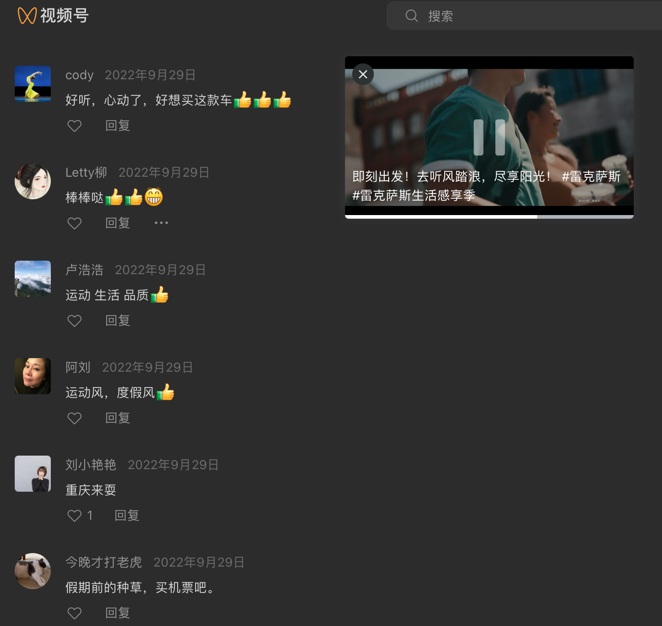 视频号
搜索
cody 2022年9月29日
好听，心动了，好想买这款车👍👍👍
回复
Letty柳 2022年9月29日
棒棒哒👍👍😁
回复 ···
卢浩浩 2022年9月29日
运动 生活 品质👍
回复
阿刘 2022年9月29日
运动风，度假风👍
回复
刘小艳艳 2022年9月29日
重庆来耍
1 回复
今晚才打老虎 2022年9月29日
假期前的种草，买机票吧。
回复
即刻出发！去听风踏浪，尽享阳光！ #雷克萨斯
#雷克萨斯生活感享季